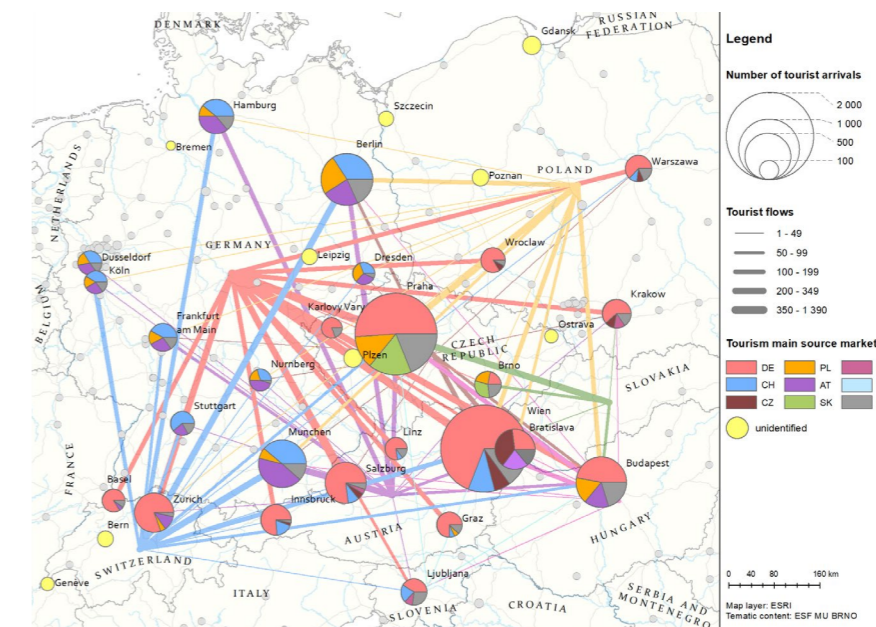 DENMARK
RUSSIAN
FEDERATION
Gdansk
Hamburg
Szczecin
Bremen
Berlin
NETHERLANDS
Poznan
POLAND
Warszawa
Dusseldorf
Köln
GERMANY
Leipzig
Dresden
Wroclaw
BELGIUM
Praha
Krakow
Frankfurt
am Main
Karlovy Vary
Ostrava
CZECH
REPUBLIC
Plzen
Nurnberg
Brno
SLOVAKIA
Stuttgart
Wien
Munchen
Linz
Bratislava
FRANCE
Salzburg
Budapest
Basel
Zurich
Innsbruck
Graz
Bern
AUSTRIA
HUNGARY
SWITZERLAND
Geneve
Ljubljana
ITALY
SLOVENIA
CROATIA
SERBIA AND
MONTENEGRO
Legend
Number of tourist arrivals
2 000
1 000
500
100
Tourist flows
1 - 49
50 - 99
100 - 199
200 - 349
350 - 1 390
Tourism main source market
DE PL
CH AT
CZ SK
unidentified
0 40 80 160 km
Map layer: ESRI
Tematic content: ESF MU BRNO